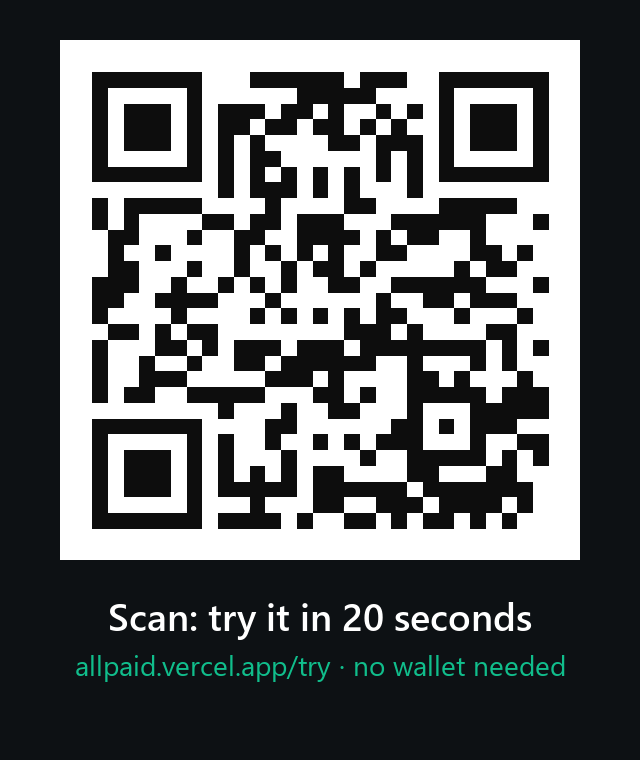 Scan: try it in 20 seconds
allpaid.vercel.app/try · no wallet needed